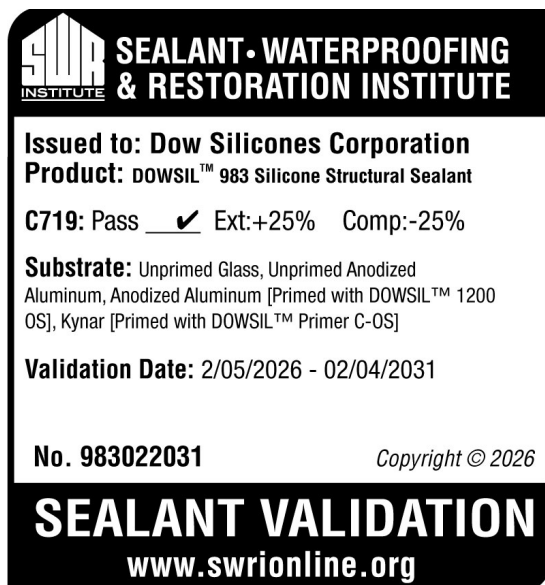 SWR
INSTITUTE
SEALANT • WATERPROOFING
& RESTORATION INSTITUTE
Issued to: Dow Silicones Corporation
Product: DOWSIL™ 983 Silicone Structural Sealant
C719: Pass ✔ Ext:+25% Comp:-25%
Substrate: Unprimed Glass, Unprimed Anodized
Aluminum, Anodized Aluminum [Primed with DOWSIL™ 1200
OS], Kynar [Primed with DOWSIL™ Primer C-OS]
Validation Date: 2/05/2026 - 02/04/2031
No. 983022031 Copyright © 2026
SEALANT VALIDATION
www.swrionline.org